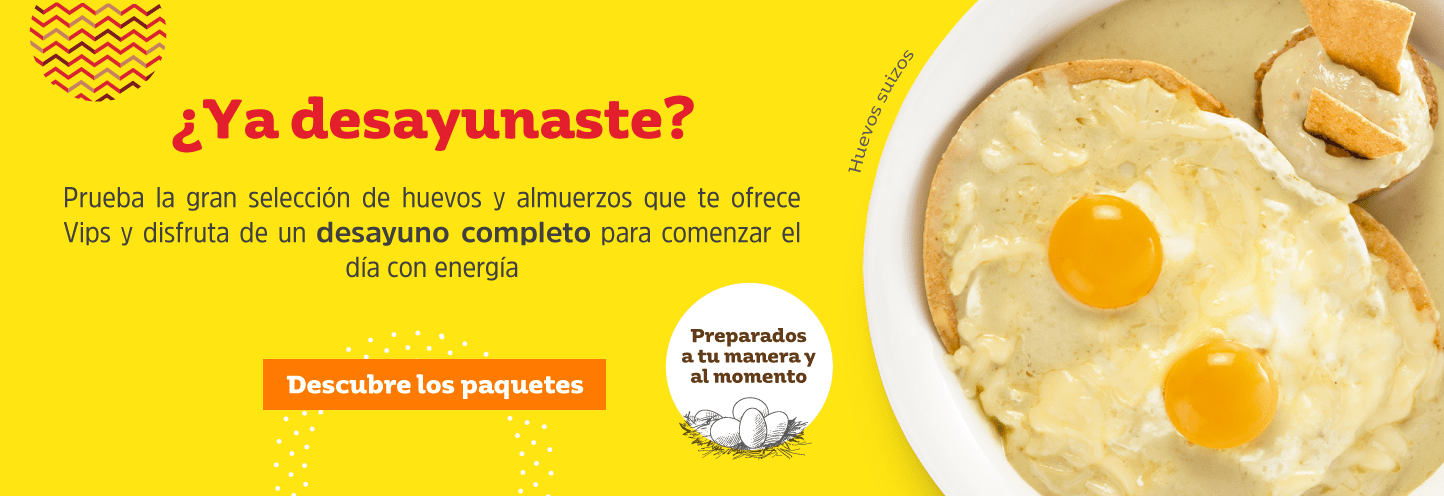 ¿Ya desayunaste?
Prueba la gran selección de huevos y almuerzos que te ofrece
Vips y disfruta de un desayuno completo para comenzar el
día con energía
Descubre los paquetes
Preparados
a tu manera y
al momento
Huevos suizos